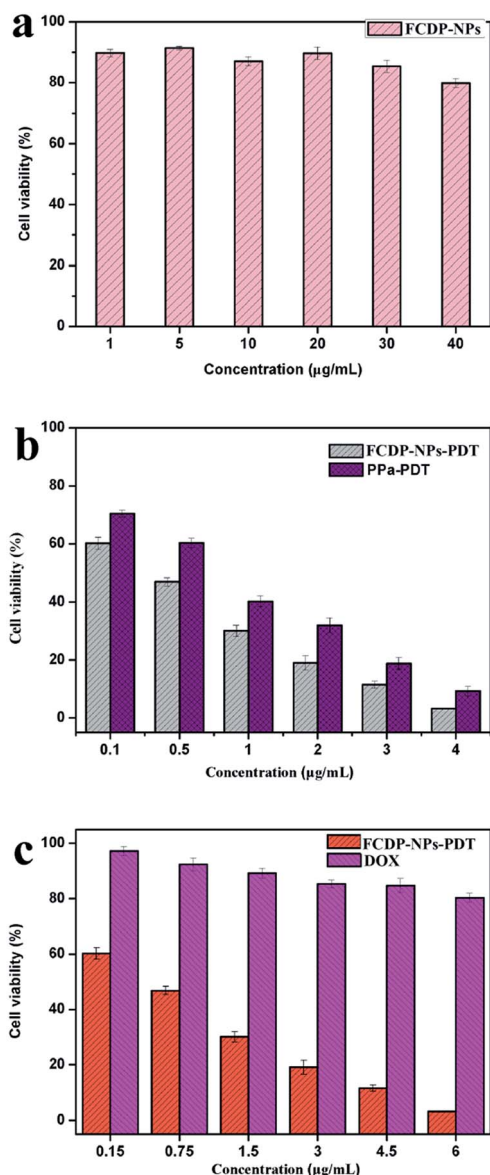 a
FCDP-NPs
100
80
60
40
20
0
Cell viability (%)
1 5 10 20 30 40
Concentration (μg/mL)
b
FCDP-NPs-PDT
PPa-PDT
100
80
60
40
20
0
Cell viability (%)
0.1 0.5 1 2 3 4
Concentration (μg/mL)
c
FCDP-NPs-PDT
DOX
100
80
60
40
20
0
Cell viability (%)
0.15 0.75 1.5 3 4.5 6
Concentration (μg/mL)